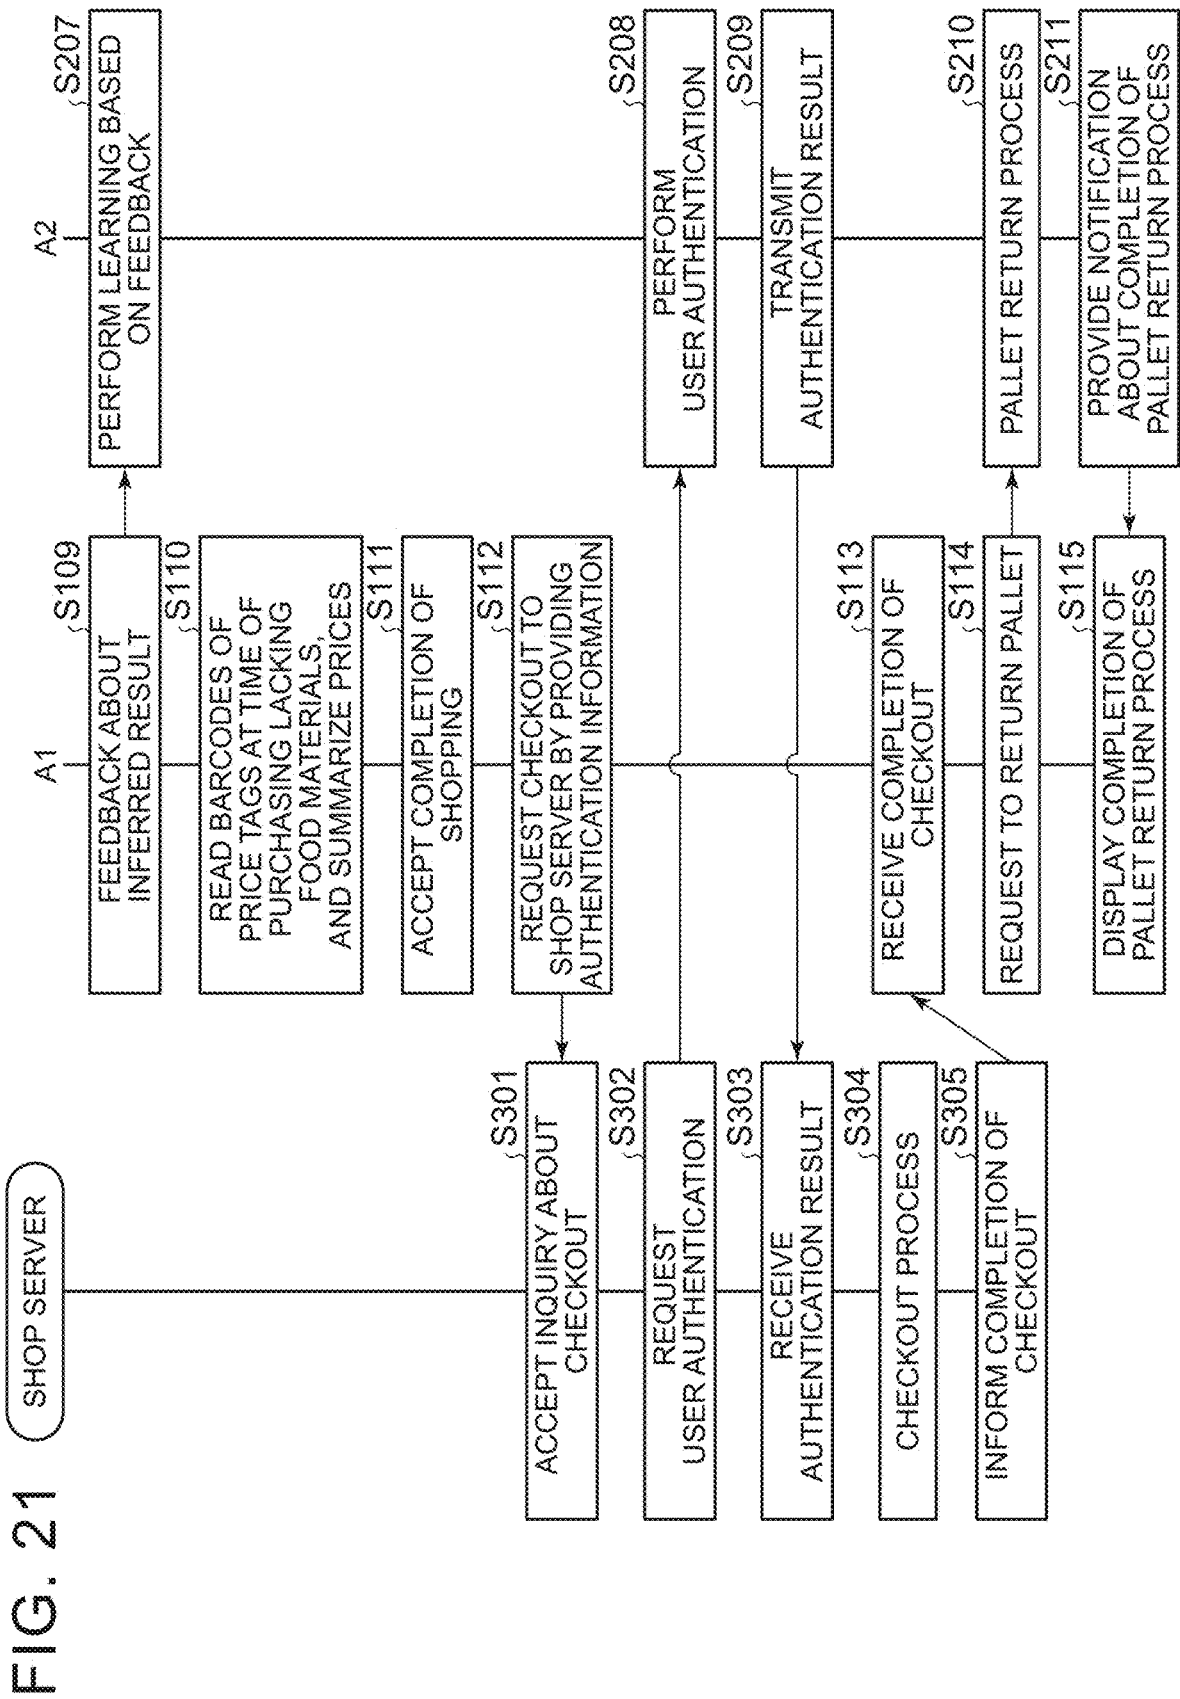 FIG. 21
SHOP SERVER
S301
ACCEPT INQUIRY ABOUT
CHECKOUT
S302
REQUEST
USER AUTHENTICATION
S303
RECEIVE
AUTHENTICATION RESULT
S304
CHECKOUT PROCESS
S305
INFORM COMPLETION OF
CHECKOUT
A1
S109
FEEDBACK ABOUT
INFERRED RESULT
S110
READ BARCODES OF
PRICE TAGS AT TIME OF
PURCHASING LACKING
FOOD MATERIALS,
AND SUMMARIZE PRICES
S111
ACCEPT COMPLETION OF
SHOPPING
S112
REQUEST CHECKOUT TO
SHOP SERVER BY PROVIDING
AUTHENTICATION INFORMATION
S113
RECEIVE COMPLETION OF
CHECKOUT
S114
REQUEST TO RETURN PALLET
S115
DISPLAY COMPLETION OF
PALLET RETURN PROCESS
A2
S207
PERFORM LEARNING BASED
ON FEEDBACK
S208
PERFORM
USER AUTHENTICATION
S209
TRANSMIT
AUTHENTICATION RESULT
S210
PALLET RETURN PROCESS
S211
PROVIDE NOTIFICATION
ABOUT COMPLETION OF
PALLET RETURN PROCESS